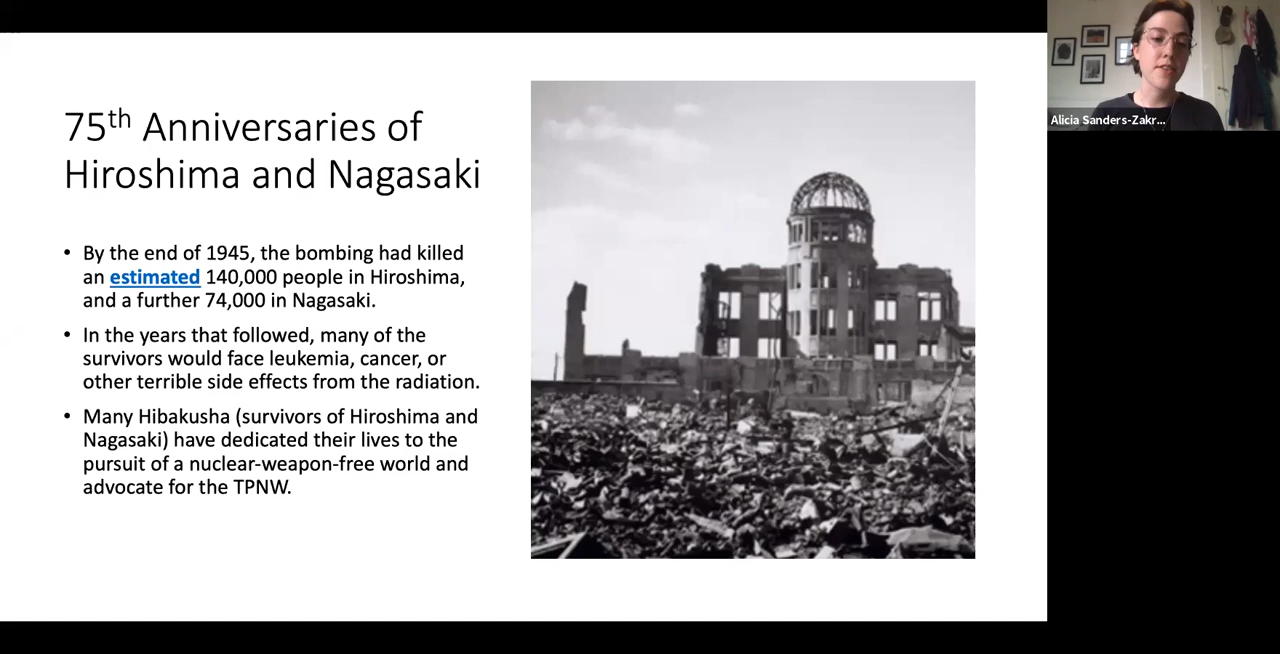 75th Anniversaries of
Hiroshima and Nagasaki
• By the end of 1945, the bombing had killed
an estimated 140,000 people in Hiroshima,
and a further 74,000 in Nagasaki.
• In the years that followed, many of the
survivors would face leukemia, cancer, or
other terrible side effects from the radiation.
• Many Hibakusha (survivors of Hiroshima and
Nagasaki) have dedicated their lives to the
pursuit of a nuclear-weapon-free world and
advocate for the TPNW.
Alicia Sanders-Zakr...